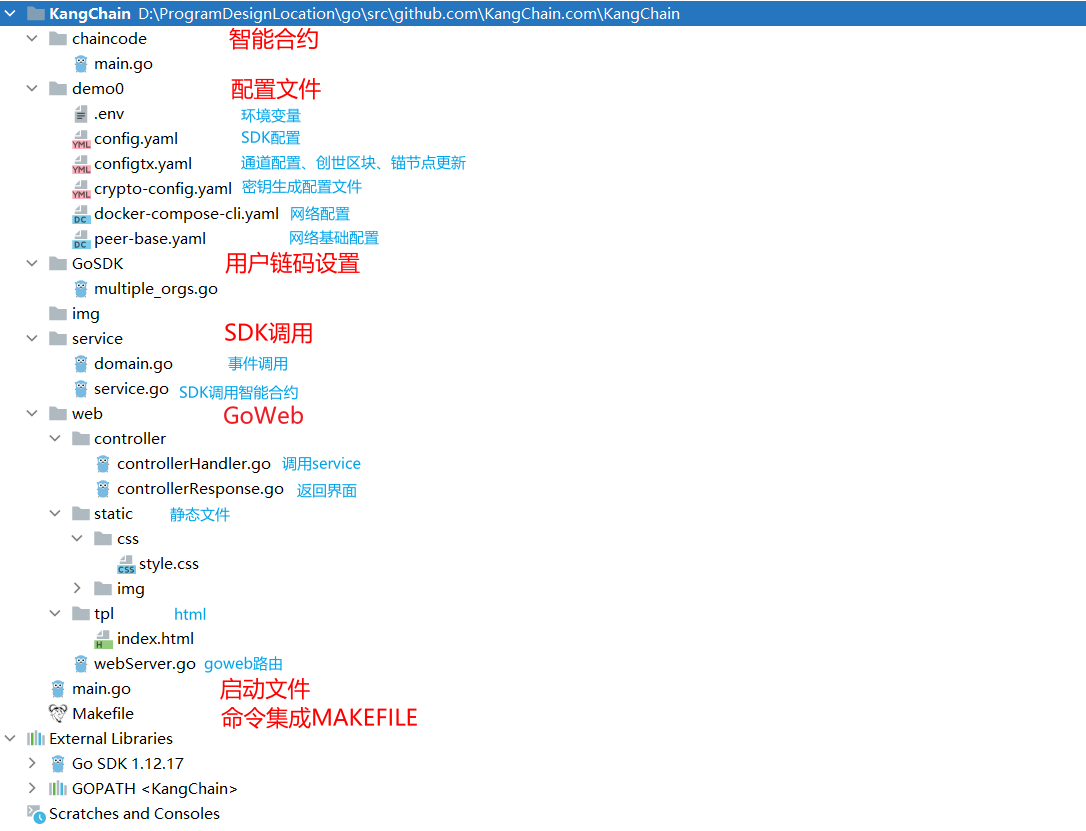 KangChain D:\ProgramDesignLocation\go\src\github.com\KangChain.com\KangChain
chaincode 智能合约
main.go
demo0 配置文件
.env 环境变量
config.yaml SDK配置
configtx.yaml 通道配置、创世区块、锚节点更新
crypto-config.yaml 密钥生成配置文件
docker-compose-cli.yaml 网络配置
peer-base.yaml 网络基础配置
GoSDK 用户链码设置
multiple_orgs.go
img
service SDK调用
domain.go 事件调用
service.go SDK调用智能合约
web GoWeb
controller
controllerHandler.go 调用service
controllerResponse.go 返回界面
static 静态文件
css
style.css
img
tpl html
index.html
webServer.go goweb路由
main.go 启动文件
Makefile 命令集成MAKEFILE
External Libraries
Go SDK 1.12.17
GOPATH <KangChain>
Scratches and Consoles